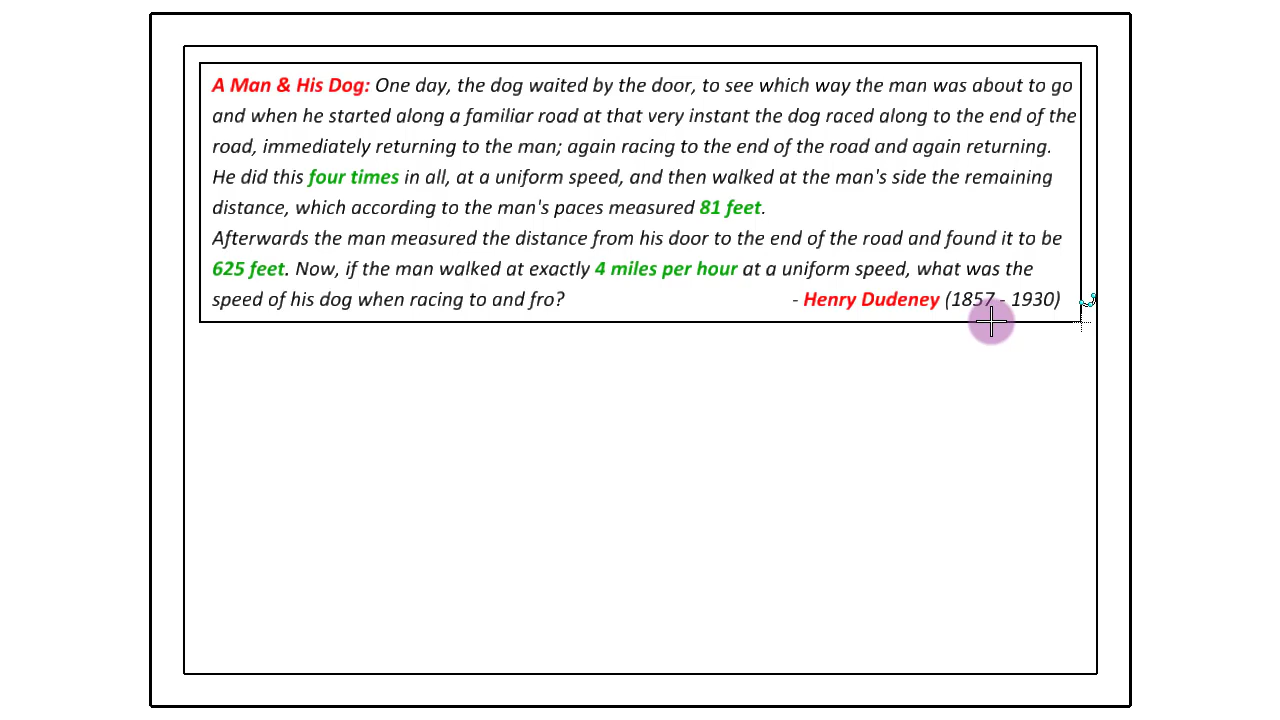 A Man & His Dog: One day, the dog waited by the door, to see which way the man was about to go
and when he started along a familiar road at that very instant the dog raced along to the end of the
road, immediately returning to the man; again racing to the end of the road and again returning.
He did this four times in all, at a uniform speed, and then walked at the man's side the remaining
distance, which according to the man's paces measured 81 feet.
Afterwards the man measured the distance from his door to the end of the road and found it to be
625 feet. Now, if the man walked at exactly 4 miles per hour at a uniform speed, what was the
speed of his dog when racing to and fro? - Henry Dudeney (1857 - 1930)